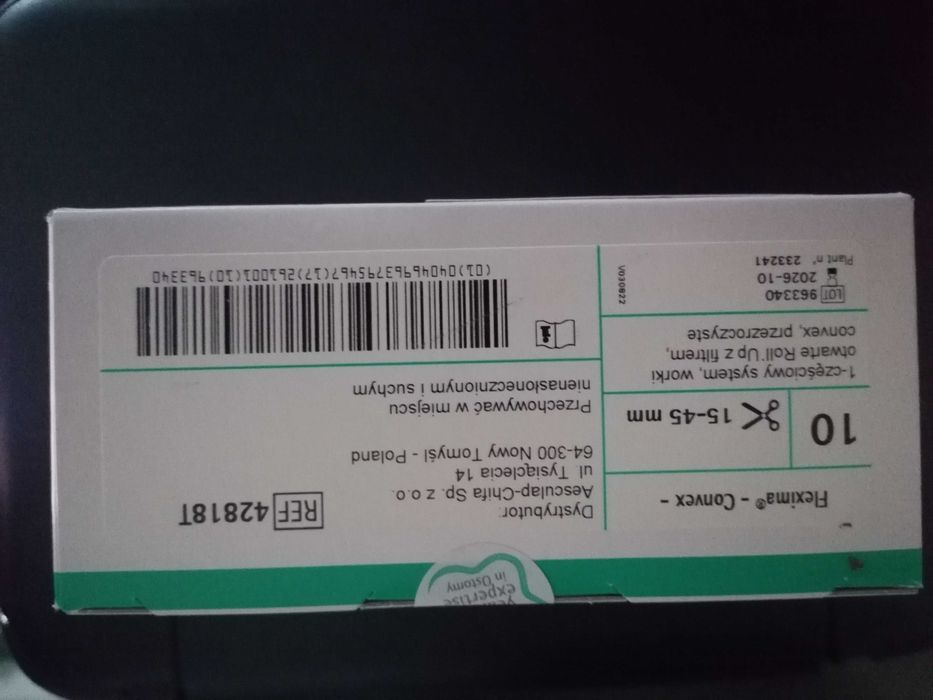 Flexima® – Convex –
10
15-45 mm
1-częściowy system, worki
otwarte Roll'Up z filtrem,
convex, przezroczyste
LOT 963340
2026-10
Plant n° 233241
V030822
REF 42818T
Dystrybutor:
Aesculap-Chifa Sp. z o.o.
ul. Tysiąclecia 14
64-300 Nowy Tomyśl - Poland
Przechowywać w miejscu
nienasłonecznionym i suchym
(01)04046963795467(17)261001(10)963340
expertise
in Ostomy